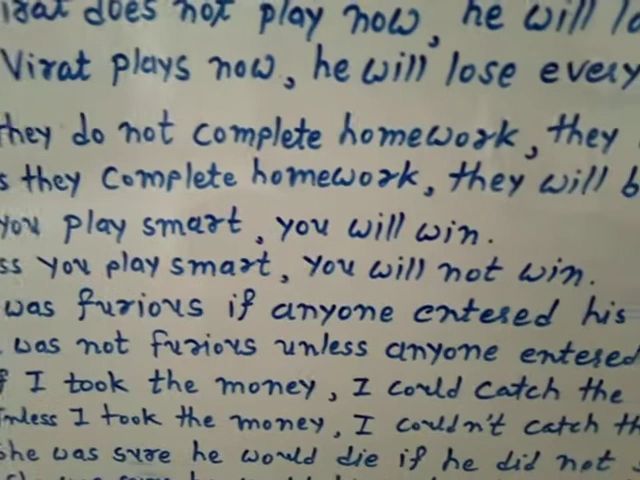 does not play now, he will
Virat plays now, he will lose every
they do not complete homework, they
they complete homework, they will
you play smart, you will win.
ss you play smart, you will not win.
was furious if anyone entered his
was not furious unless anyone entered
I took the money, I could catch the
unless I took the money, I couldn't catch
she was sure he would die if he did not